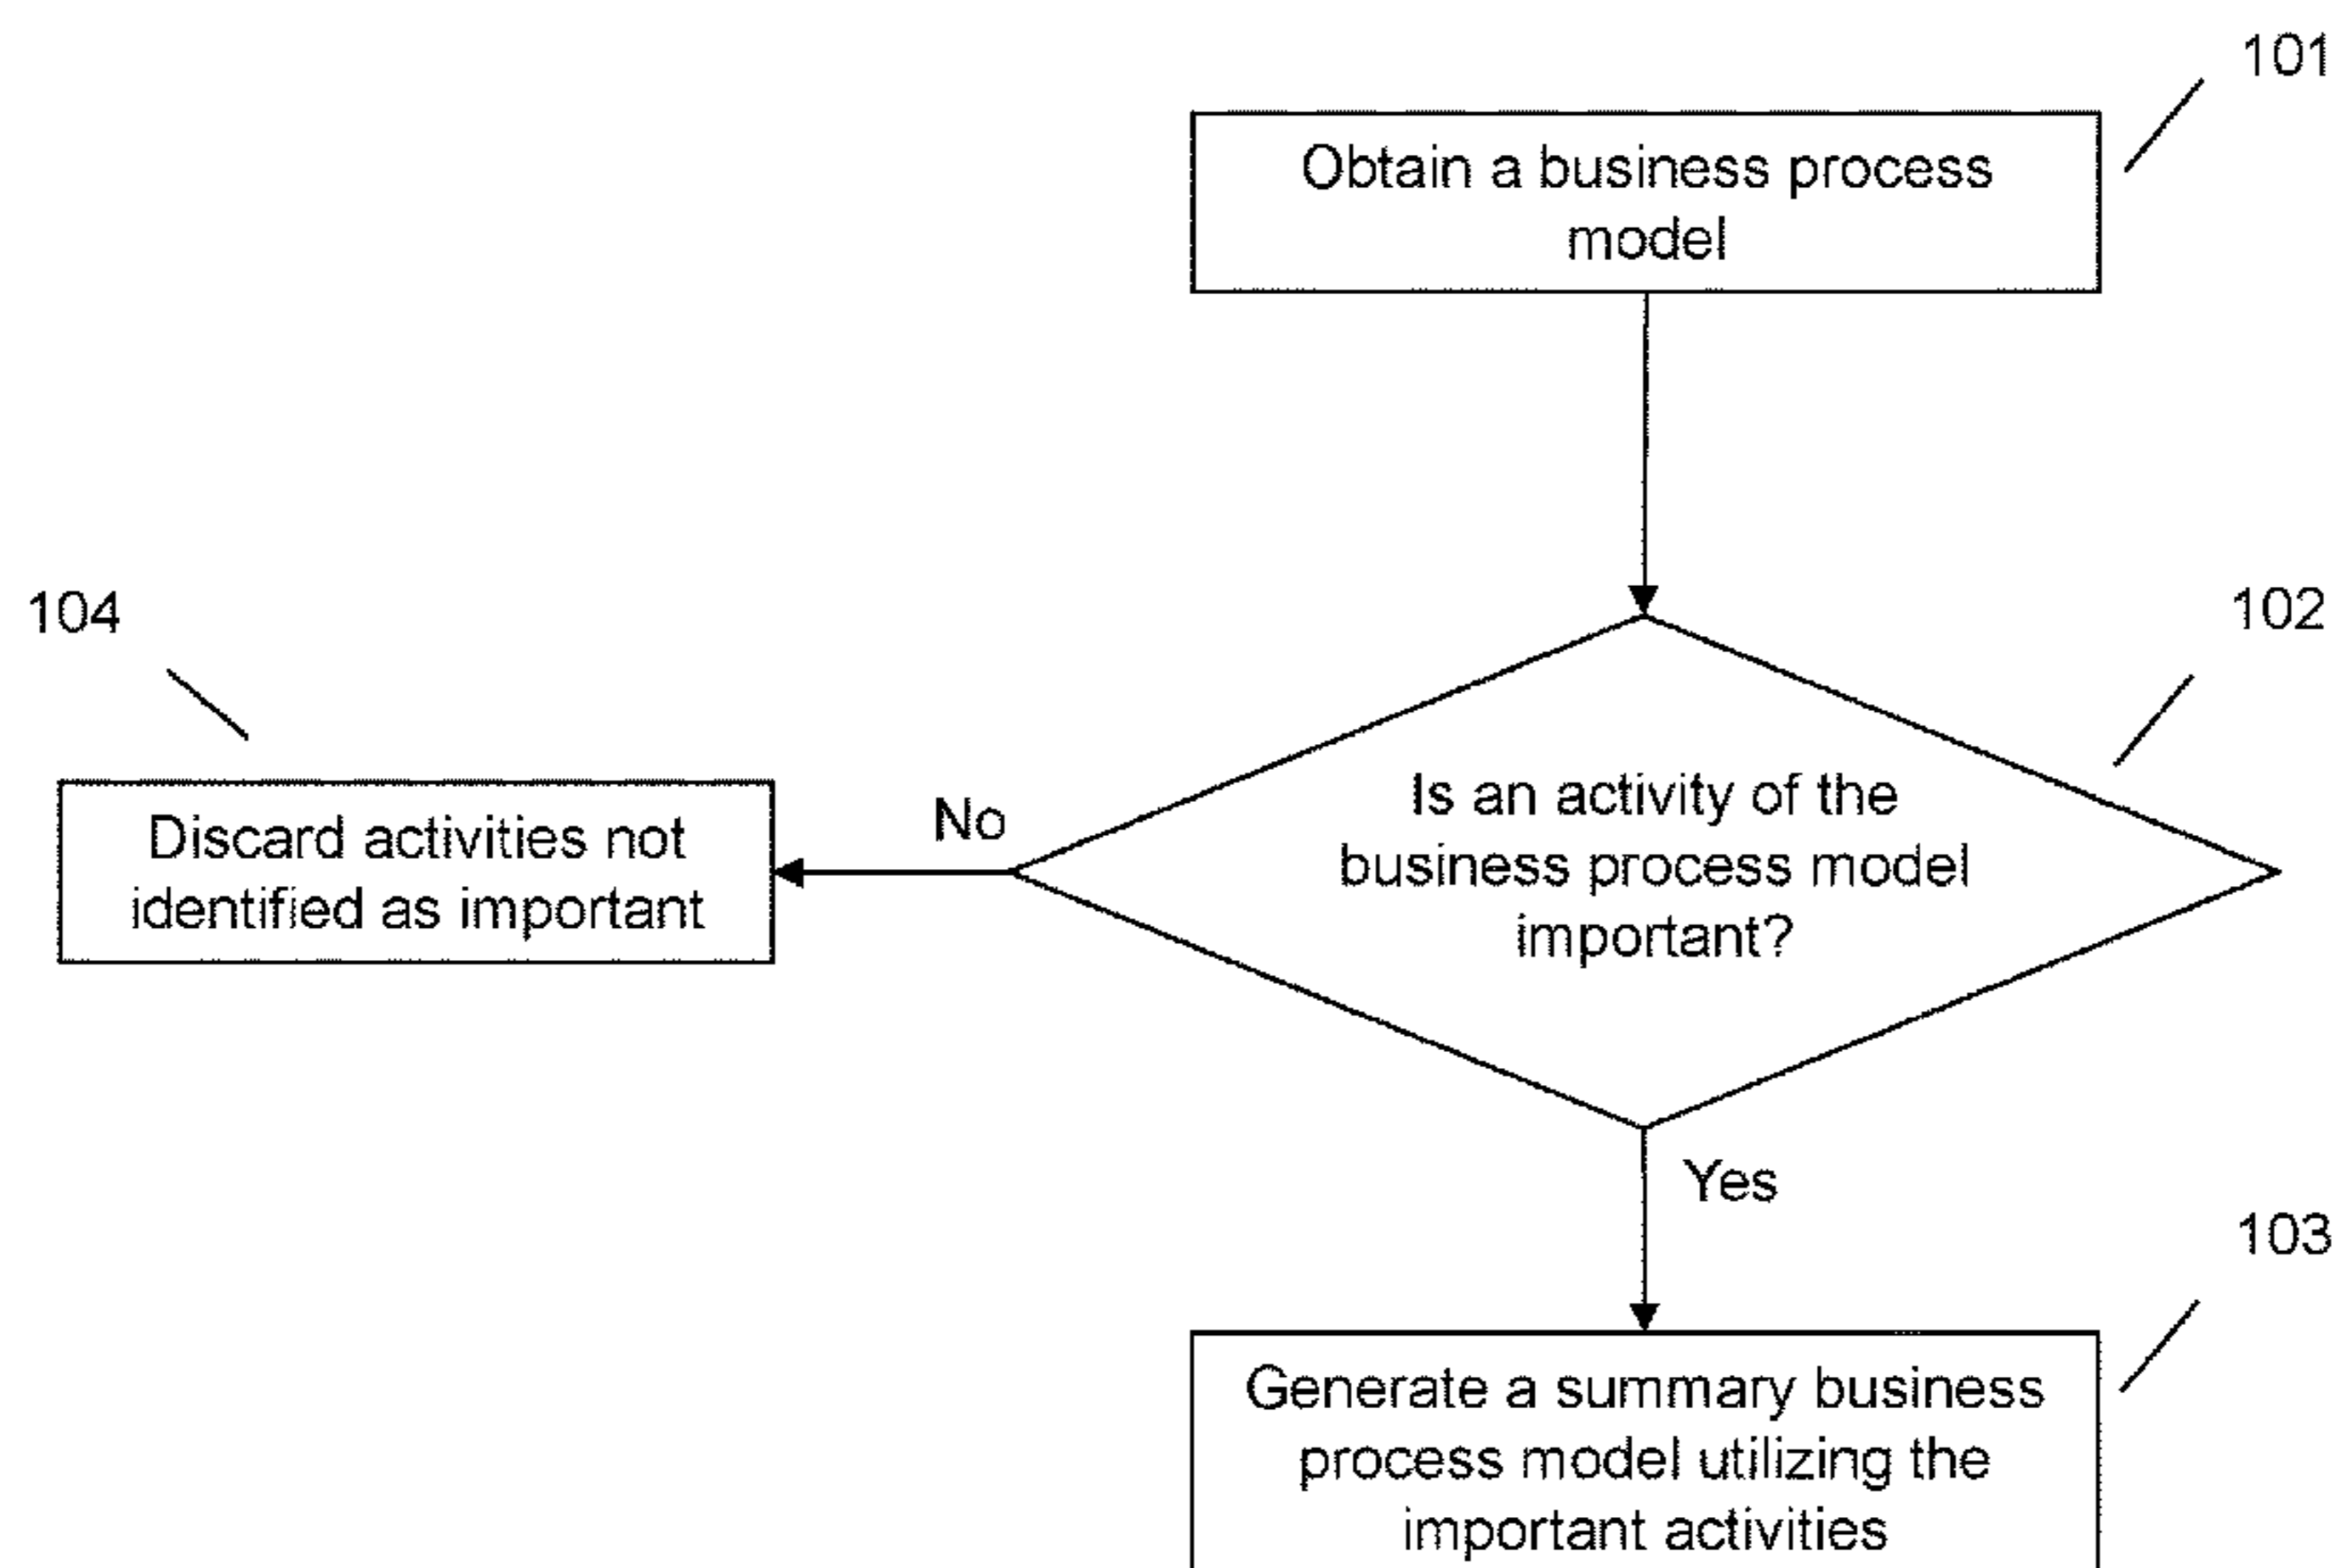 101
Obtain a business process
model
104
102
Is an activity of the
business process model
important?
No
Discard activities not
identified as important
Yes
103
Generate a summary business
process model utilizing the
important activities